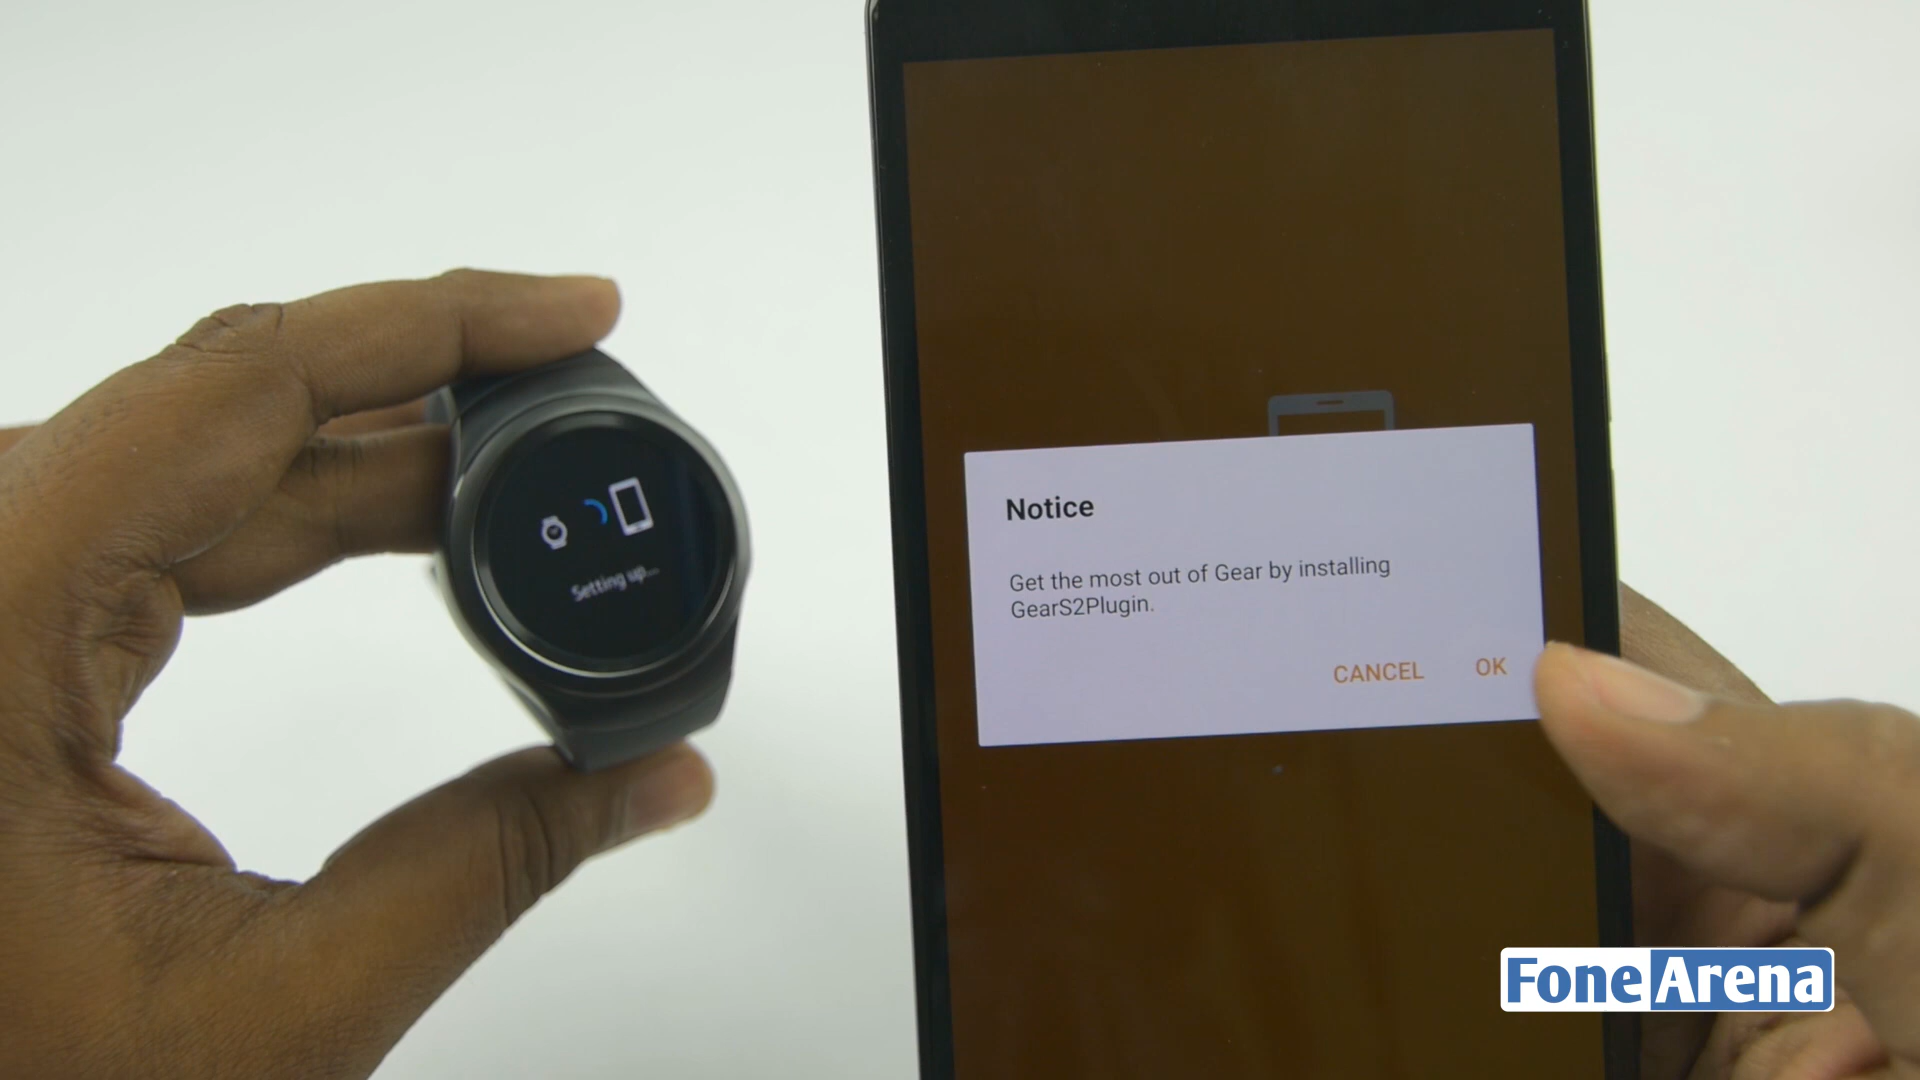 Setting up...
Notice
Get the most out of Gear by installing
GearS2Plugin.
CANCEL OK
FoneArena